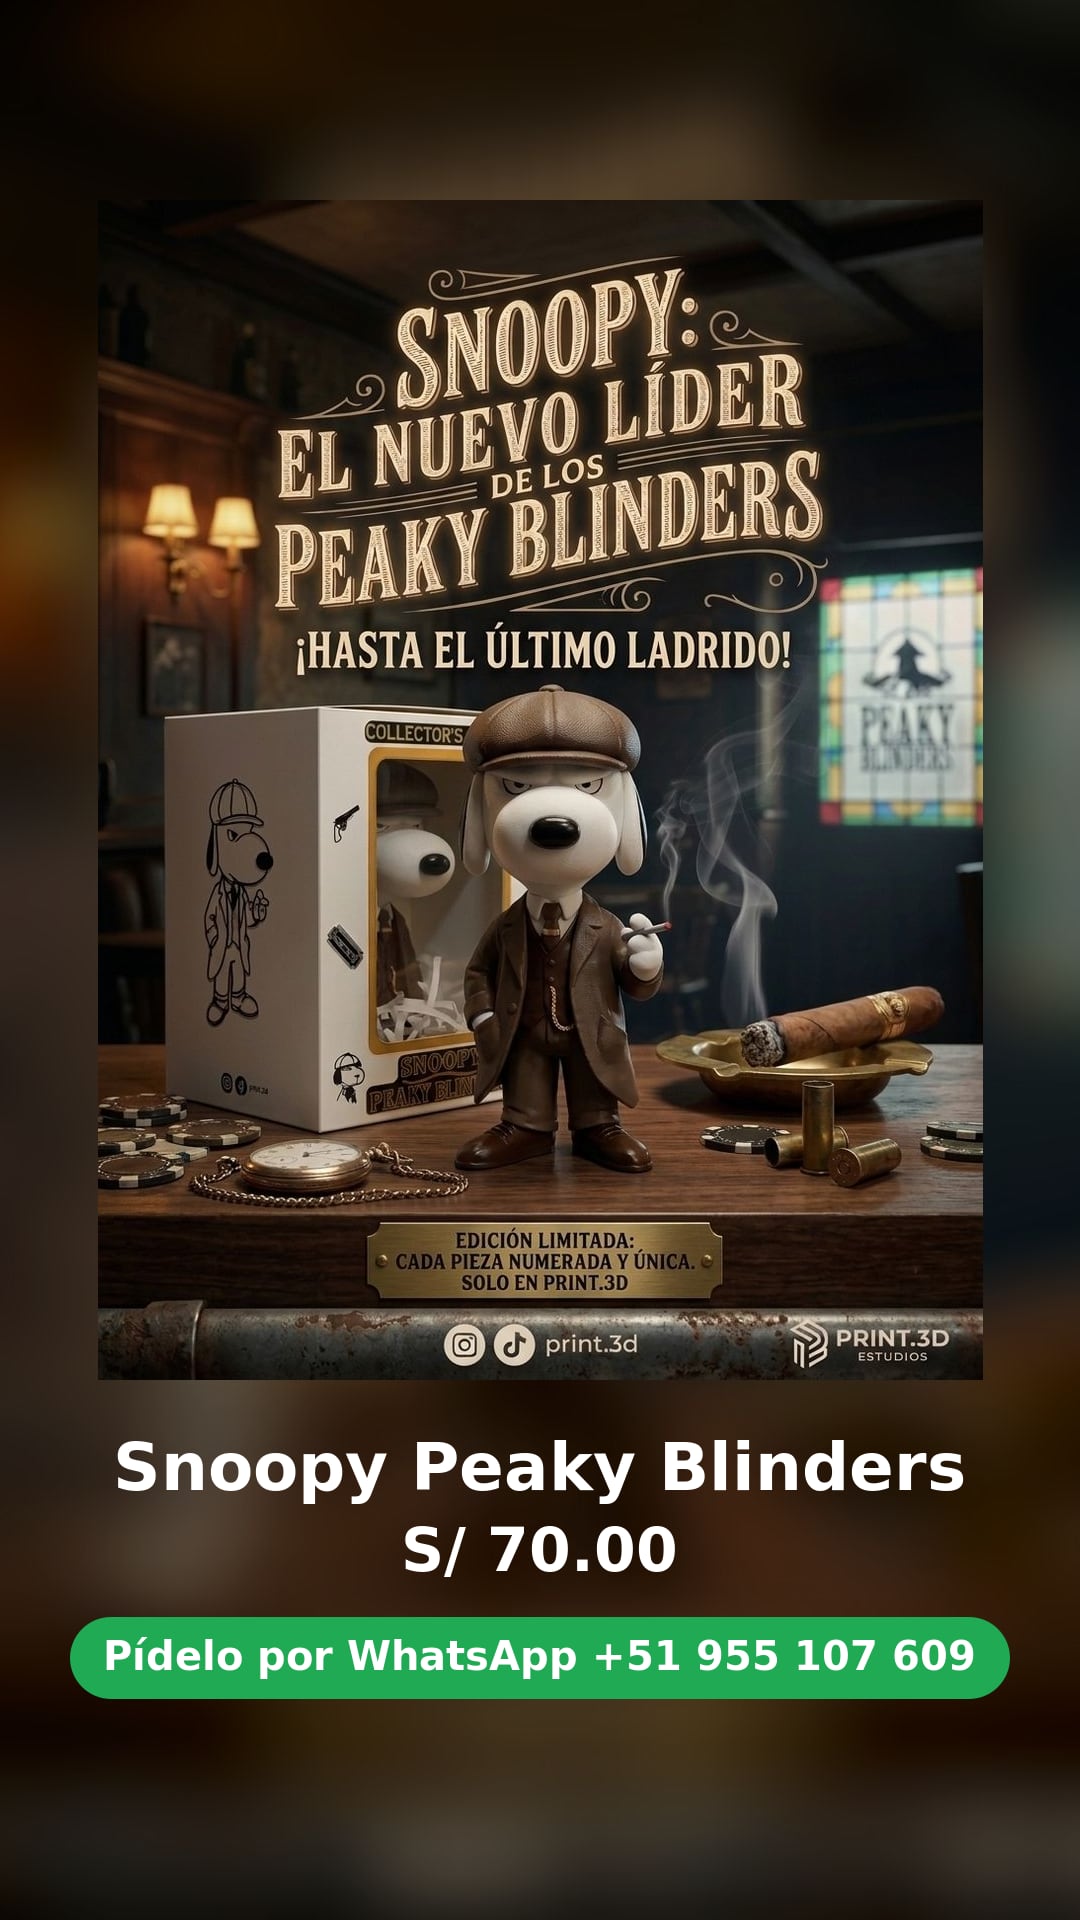 SNOOPY:
EL NUEVO LÍDER
DE LOS
PEAKY BLINDERS
¡HASTA EL ÚLTIMO LADRIDO!
PEAKY
BLINDERS
COLLECTOR'S
SNOOPY
PEAKY BLIN
EDICIÓN LIMITADA:
CADA PIEZA NUMERADA Y ÚNICA.
SOLO EN PRINT.3D
print.3d
PRINT.3D
ESTUDIOS
Snoopy Peaky Blinders
S/ 70.00
Pídelo por WhatsApp +51 955 107 609